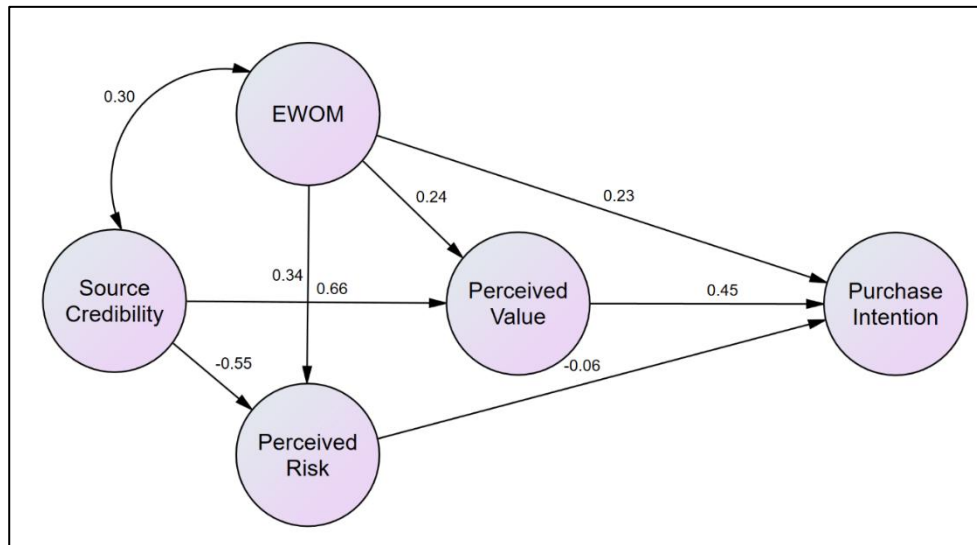 0.30
EWOM
0.24
0.23
Source
Credibility
0.34
0.66
Perceived
Value
0.45
Purchase
Intention
-0.55
-0.06
Perceived
Risk